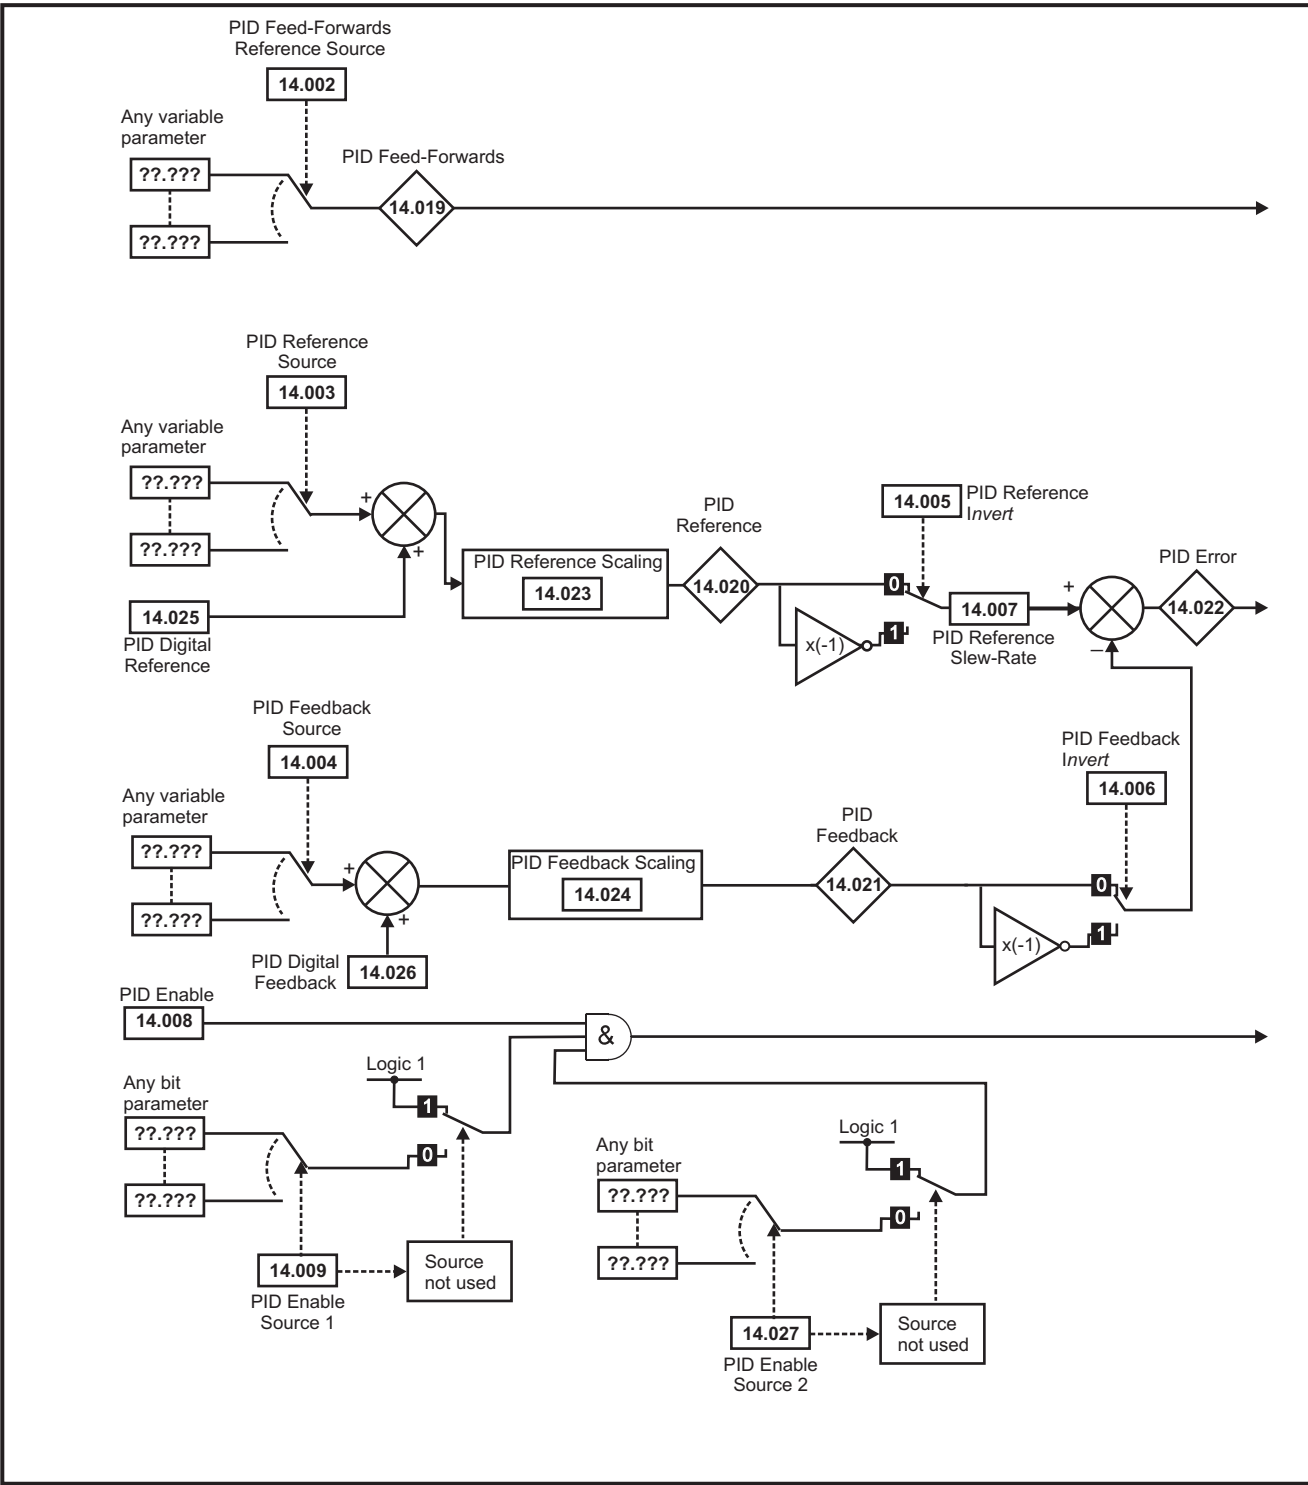 PID Feed-Forwards
Reference Source
14.002
Any variable
parameter
??.???
??.???
PID Feed-Forwards
14.019
PID Reference
Source
14.003
Any variable
parameter
??.???
??.???
+
+
14.025
PID Digital
Reference
PID Reference Scaling
14.023
PID
Reference
14.020
x(-1)
0
1
14.005
PID Reference
Invert
14.007
PID Reference
Slew-Rate
+
–
PID Error
14.022
PID Feedback
Source
14.004
Any variable
parameter
??.???
??.???
+
+
PID Digital
Feedback
14.026
PID Feedback Scaling
14.024
PID
Feedback
14.021
x(-1)
0
1
PID Feedback
Invert
14.006
PID Enable
14.008
&
Any bit
parameter
??.???
??.???
Logic 1
1
0
14.009
PID Enable
Source 1
Source
not used
Any bit
parameter
??.???
??.???
Logic 1
1
0
14.027
PID Enable
Source 2
Source
not used